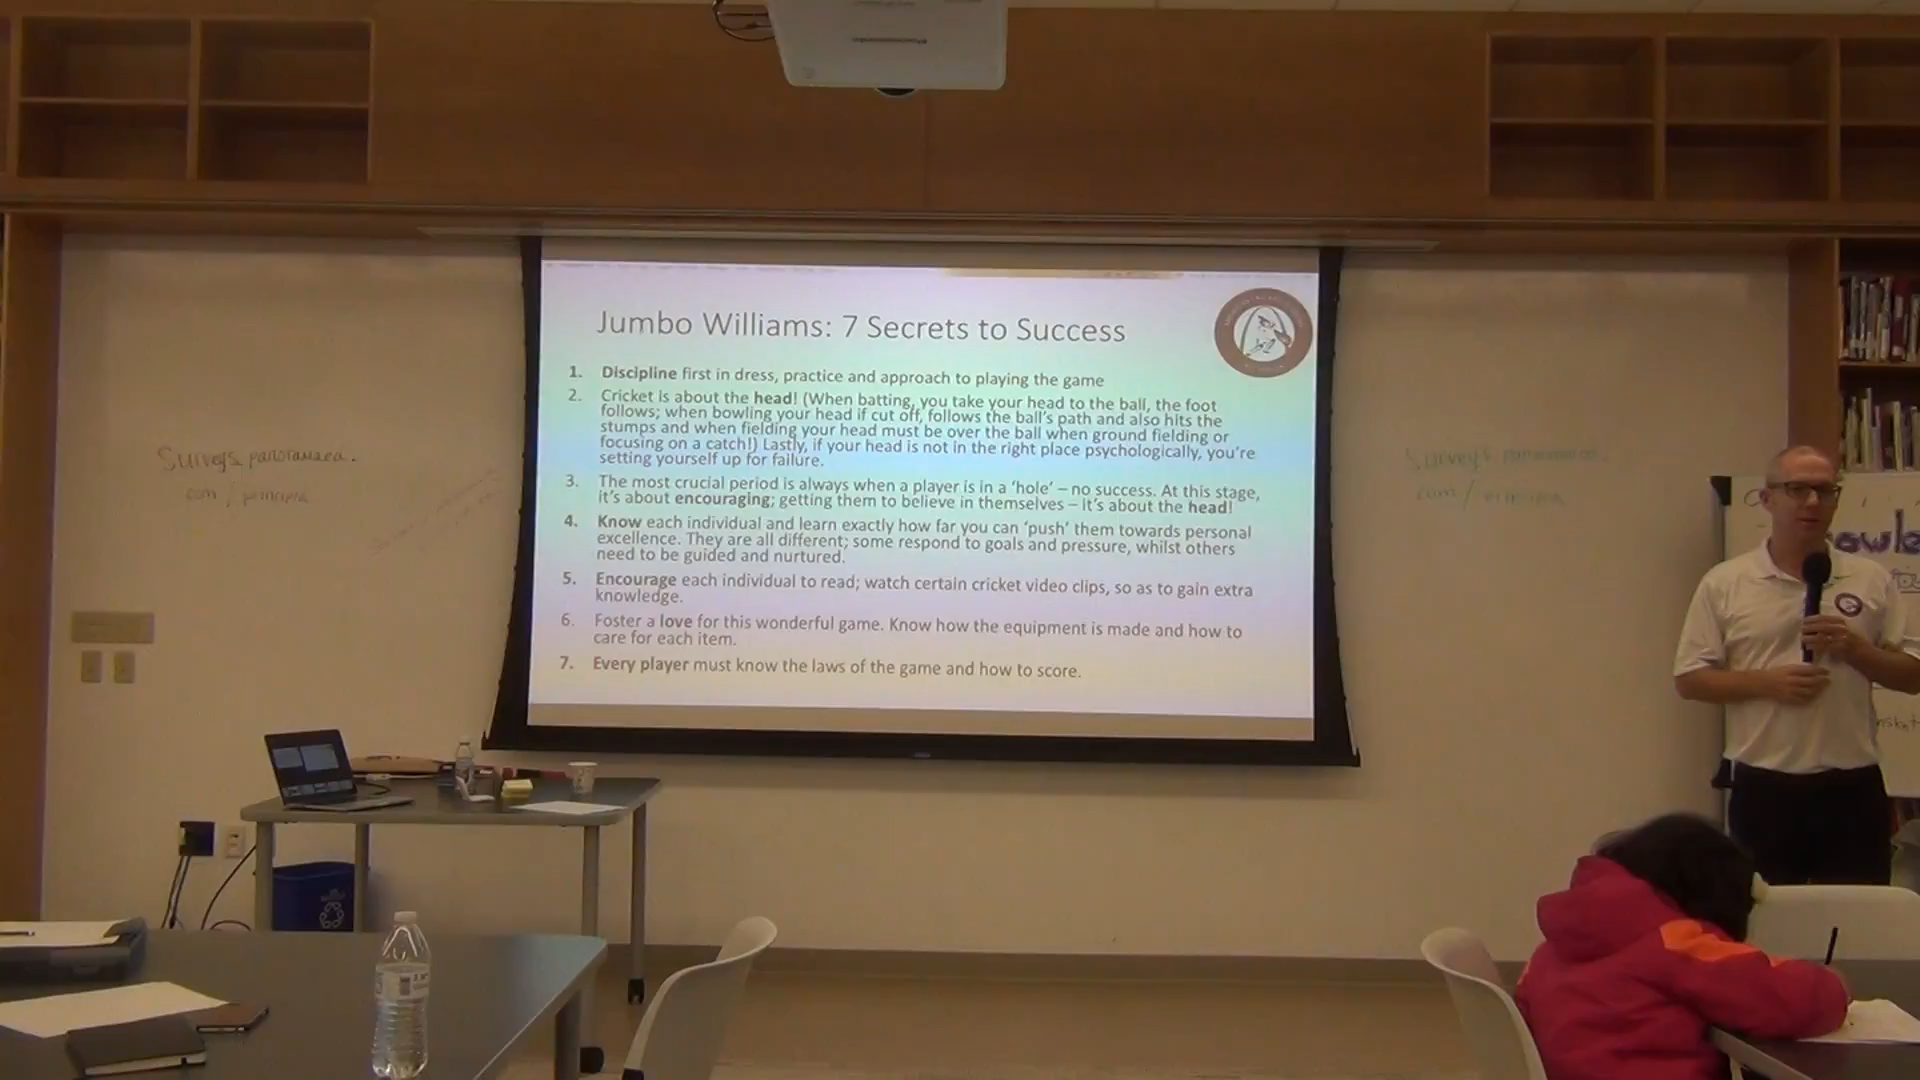 Jumbo Williams: 7 Secrets to Success
1. Discipline first in dress, practice and approach to playing the game
2. Cricket is about the head! (When batting, you take your head to the ball, the foot
follows; when bowling your head if cut off, follows the ball's path and also hits the
stumps and when fielding your head must be over the ball when ground fielding or
focusing on a catch!) Lastly, if your head is not in the right place psychologically, you're
setting yourself up for failure.
3. The most crucial period is always when a player is in a 'hole' – no success. At this stage,
it's about encouraging; getting them to believe in themselves – it's about the head!
4. Know each individual and learn exactly how far you can 'push' them towards personal
excellence. They are all different; some respond to goals and pressure, whilst others
need to be guided and nurtured.
5. Encourage each individual to read; watch certain cricket video clips, so as to gain extra
knowledge.
6. Foster a love for this wonderful game. Know how the equipment is made and how to
care for each item.
7. Every player must know the laws of the game and how to score.
Surveys panoramaed.
com / principia
Surveys
com /
owle